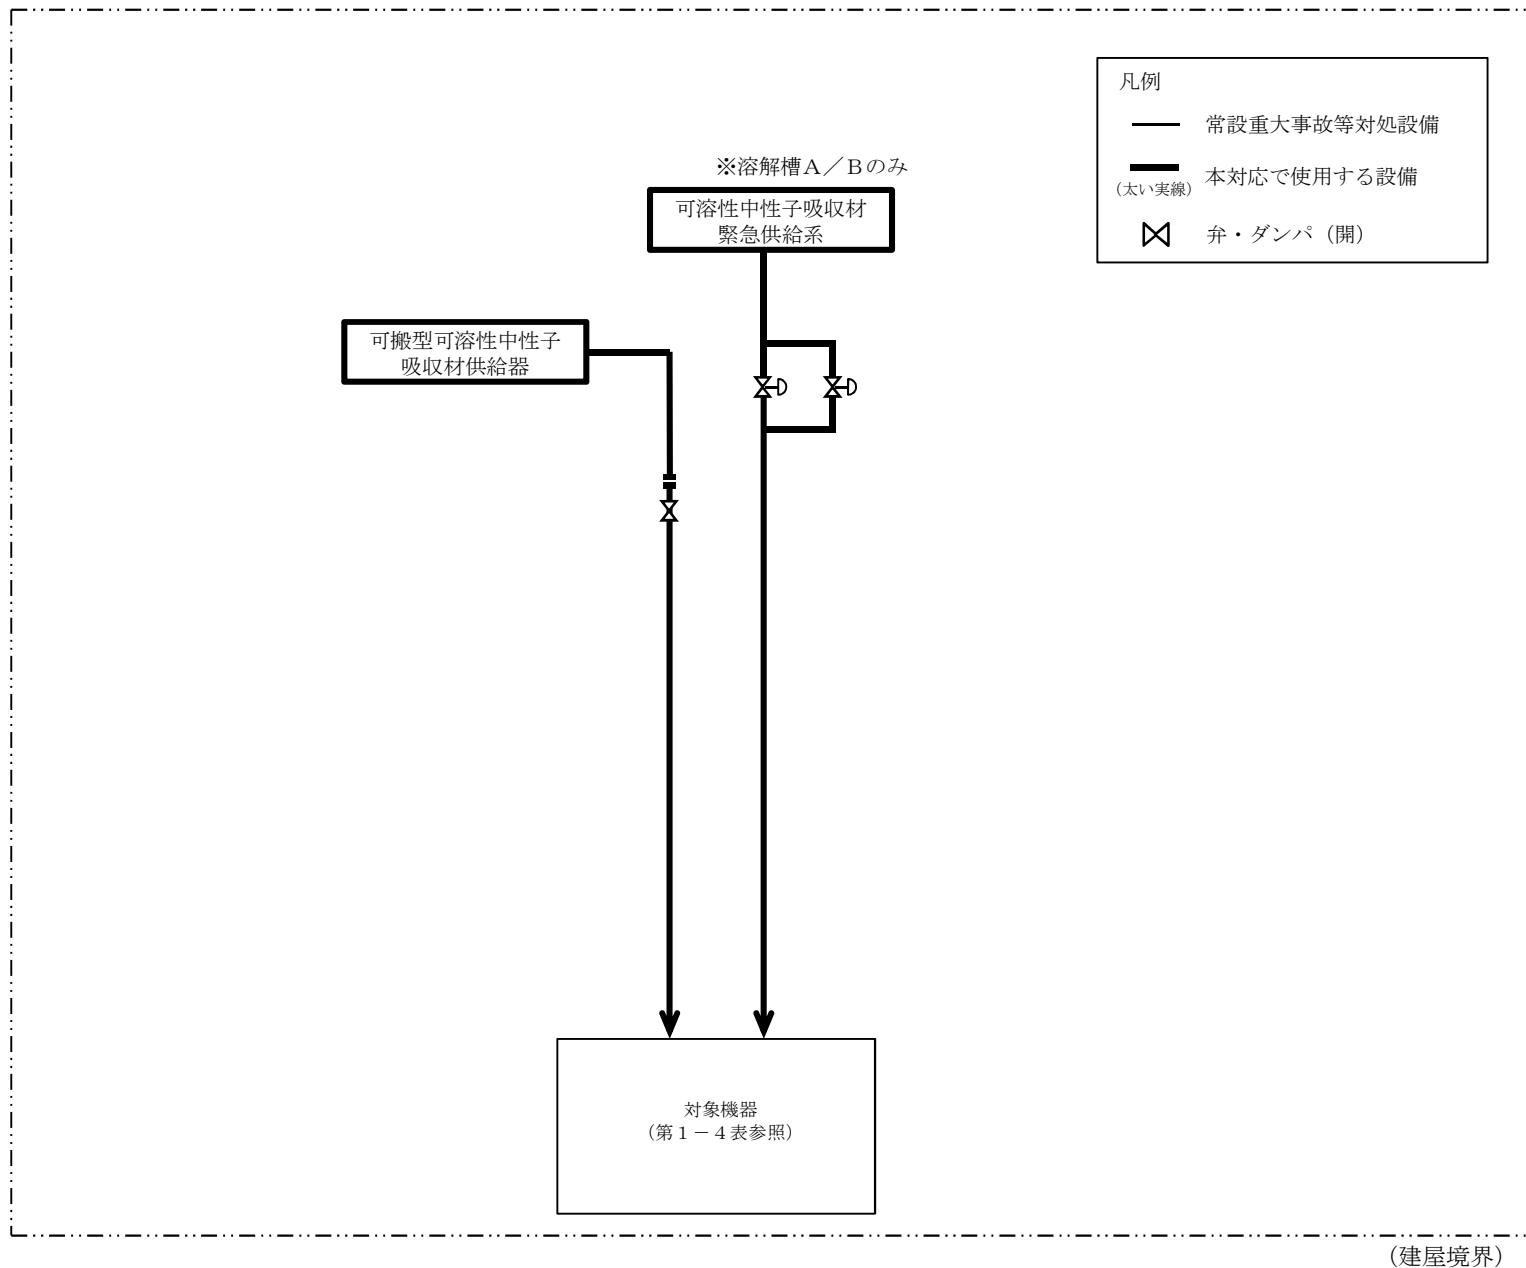 凡例
常設重大事故等対処設備
本対応で使用する設備
（太い実線）
弁・ダンパ（開）
※溶解槽Ａ／Ｂのみ
可溶性中性子吸収材
緊急供給系
可搬型可溶性中性子
吸収材供給器
対象機器
（第１－４表参照）
（建屋境界）